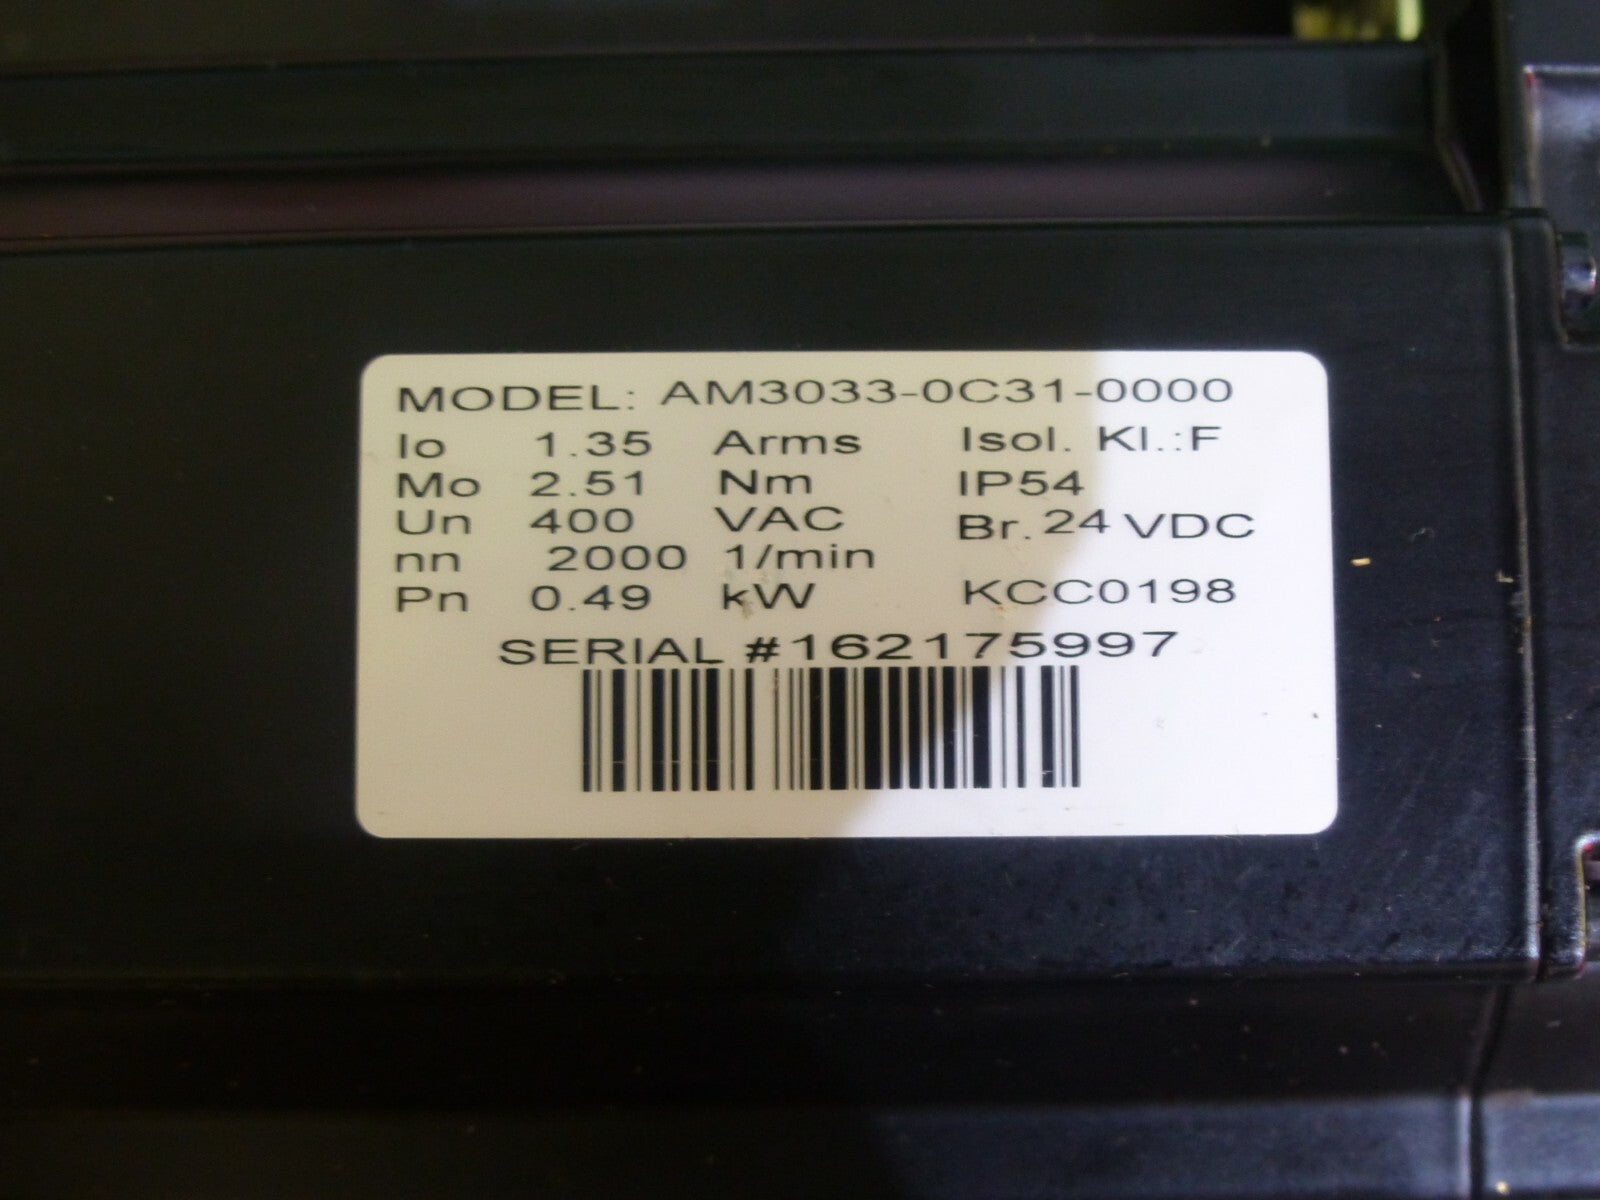 MODEL: AM3033-0C31-0000
Io 1.35 Arms Isol. Kl.:F
Mo 2.51 Nm IP54
Un 400 VAC Br. 24 VDC
nn 2000 1/min
Pn 0.49 kW KCC0198
SERIAL #162175997